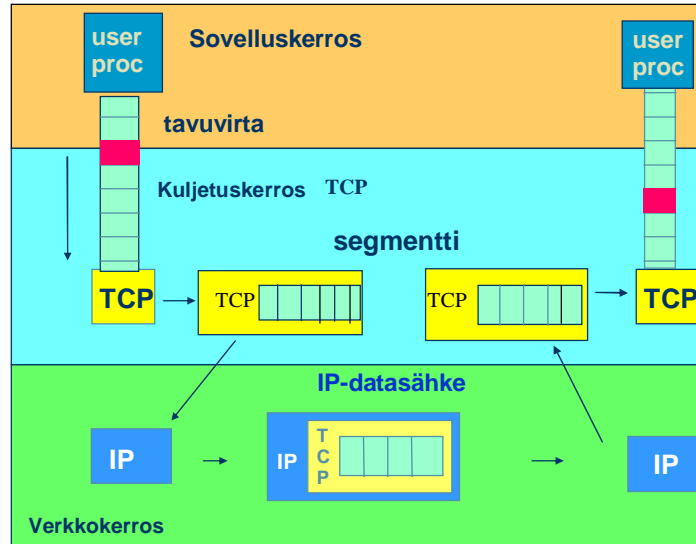 user
proc
Sovelluskerros
user
proc
tavuvirta
Kuljetuskerros TCP
segmentti
TCP
TCP
TCP
TCP
IP-datasähke
IP
IP
T
C
P
IP
Verkkokerros